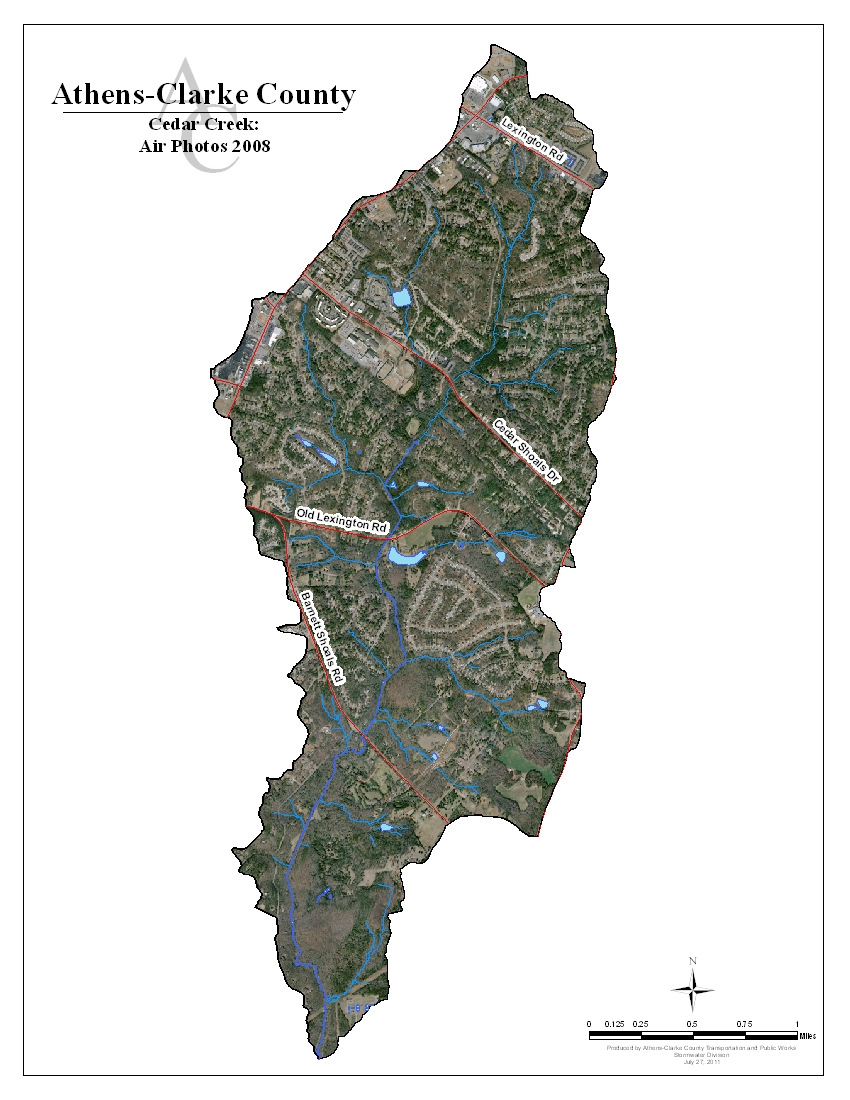 Athens-Clarke County
AC
Cedar Creek:
Air Photos 2008
Lexington Rd
Cedar Shoals Dr
Old Lexington Rd
Barnett Shoals Rd
N
0 0.125 0.25 0.5 0.75 1
Miles
Produced by Athens-Clarke County Transportation and Public Works
Stormwater Division
July 27, 2011